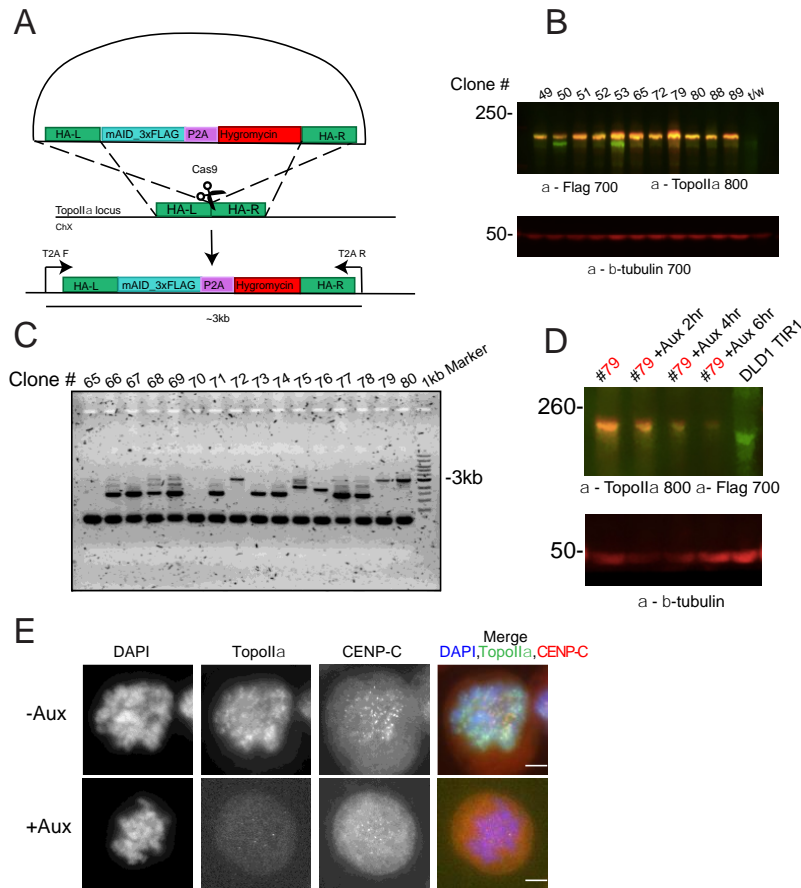 A
HA-L mAID_3xFLAG P2A Hygromycin HA-R
Cas9
HA-L HA-R
TopoIIa locus
ChX
T2A F T2A R
HA-L mAID_3xFLAG P2A Hygromycin HA-R
~3kb
B
Clone # 49 50 51 52 53 65 72 79 80 88 89 t/w
250-
a - Flag 700 a - TopoIIa 800
50-
a - b-tubulin 700
C
Clone # 65 66 67 68 69 70 71 72 73 74 75 76 77 78 79 80 1kb Marker
-3kb
D
#79 #79 +Aux 2hr #79 +Aux 4hr #79 +Aux 6hr DLD1 TIR1
260-
a - TopoIIa 800 a- Flag 700
50-
a - b-tubulin
E
DAPI TopoIIa CENP-C Merge
DAPI,TopoIIa,CENP-C
-Aux
+Aux